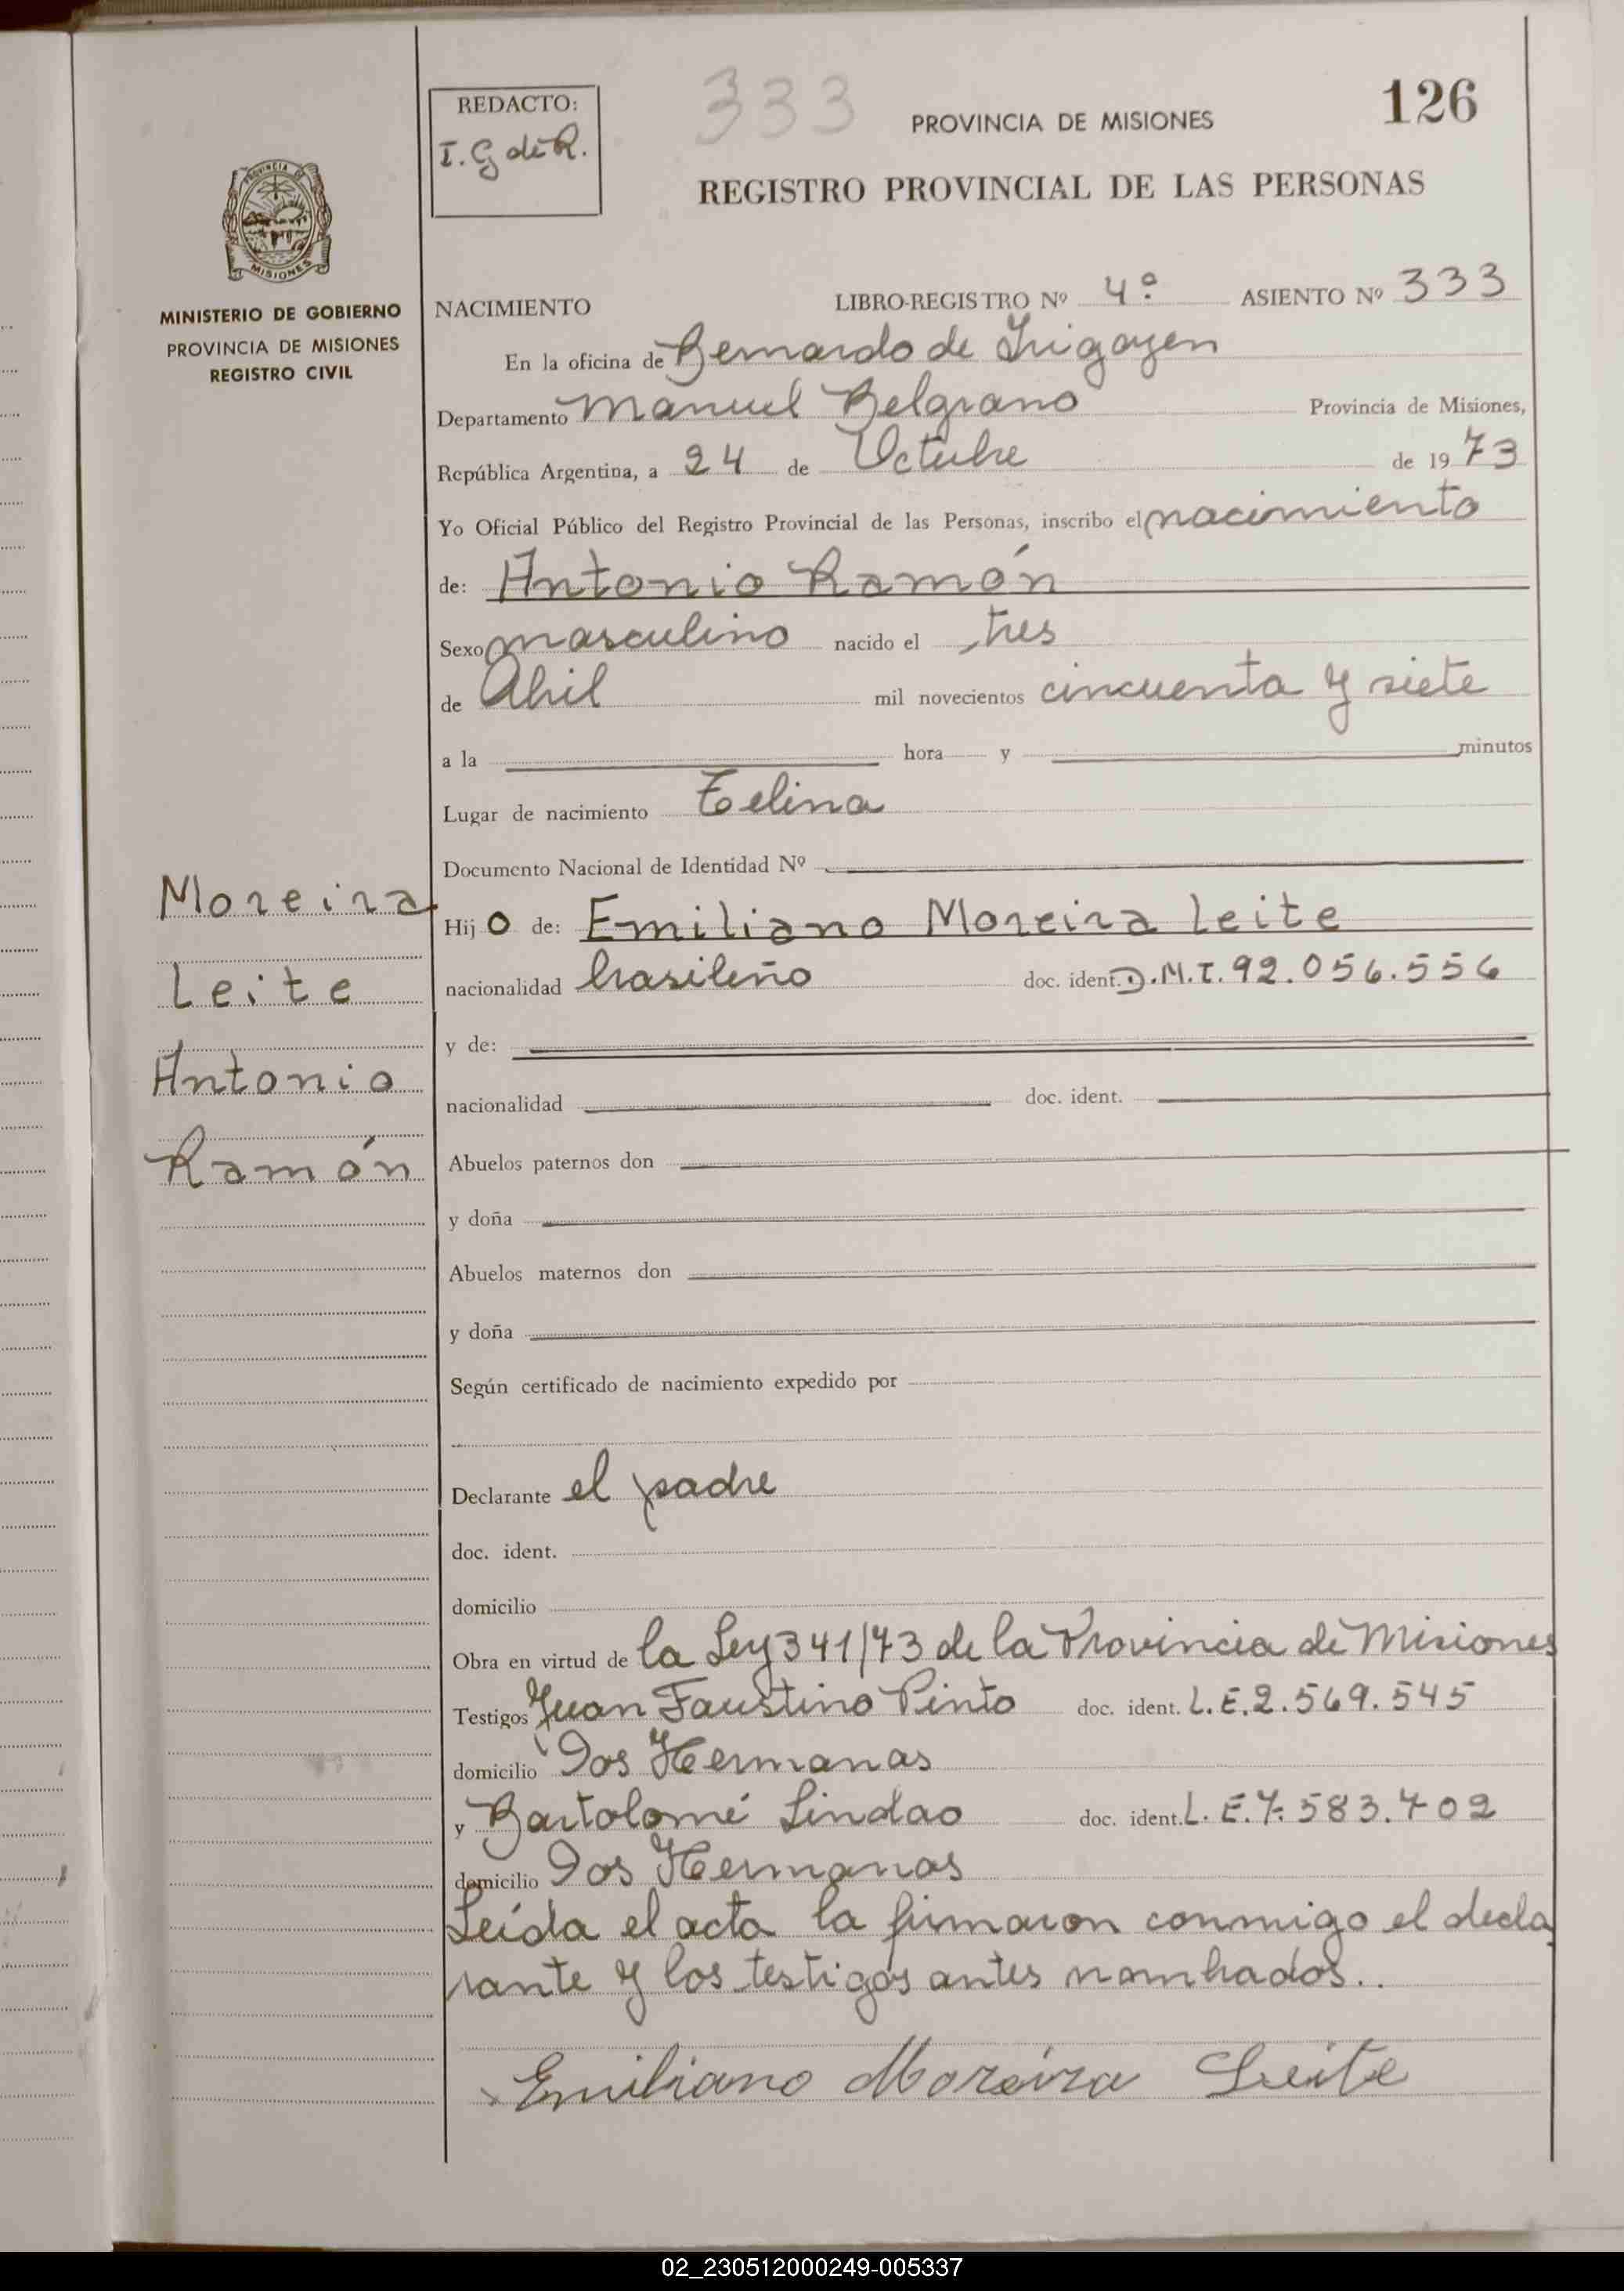 REDACTO:
I. G de R.
333
PROVINCIA DE MISIONES
126
REGISTRO PROVINCIAL DE LAS PERSONAS
PROVINCIA DE
MISIONES
MINISTERIO DE GOBIERNO
PROVINCIA DE MISIONES
REGISTRO CIVIL
NACIMIENTO LIBRO-REGISTRO Nº 4º ASIENTO Nº 333
En la oficina de Bernardo de Irigoyen
Departamento Manuel Belgrano Provincia de Misiones,
República Argentina, a 24 de Octubre de 1973
Yo Oficial Público del Registro Provincial de las Personas, inscribo el nacimiento
de: Antonio Ramón
Sexo masculino nacido el tres
de Abril mil novecientos cincuenta y siete
a la hora y minutos
Lugar de nacimiento Celina
Documento Nacional de Identidad Nº
Moreira
Leite
Antonio
Ramón
Hijo de: Emiliano Moreira Leite
nacionalidad brasileño doc. ident. D.M.I. 92.056.556
y de:
nacionalidad doc. ident.
Abuelos paternos don
y doña
Abuelos maternos don
y doña
Según certificado de nacimiento expedido por
Declarante el padre
doc. ident.
domicilio
Obra en virtud de la Ley 341/73 de la Provincia de Misiones
Testigos Juan Faustino Pinto doc. ident. L.E. 2.569.545
domicilio Dos Hermanas
y Bartolomé Lindao doc. ident. L.E. 7.583.702
domicilio Dos Hermanas
Leída el acta la firmaron conmigo el decla
rante y los testigos antes nombrados..
Emiliano Moreira Leite
02_230512000249-005337